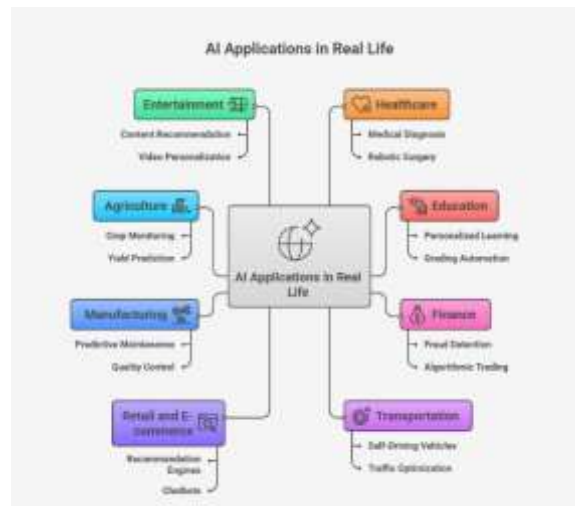 AI Applications in Real Life
Entertainment
Content Recommendation
Video Personalization
Healthcare
Medical Diagnosis
Robotic Surgery
Agriculture
Crop Monitoring
Yield Prediction
Education
Personalized Learning
Grading Automation
AI Applications in Real
Life
Manufacturing
Predictive Maintenance
Quality Control
Finance
Fraud Detection
Algorithmic Trading
Retail and E-
commerce
Recommendation
Engines
Chatbots
Transportation
Self-Driving Vehicles
Traffic Optimization